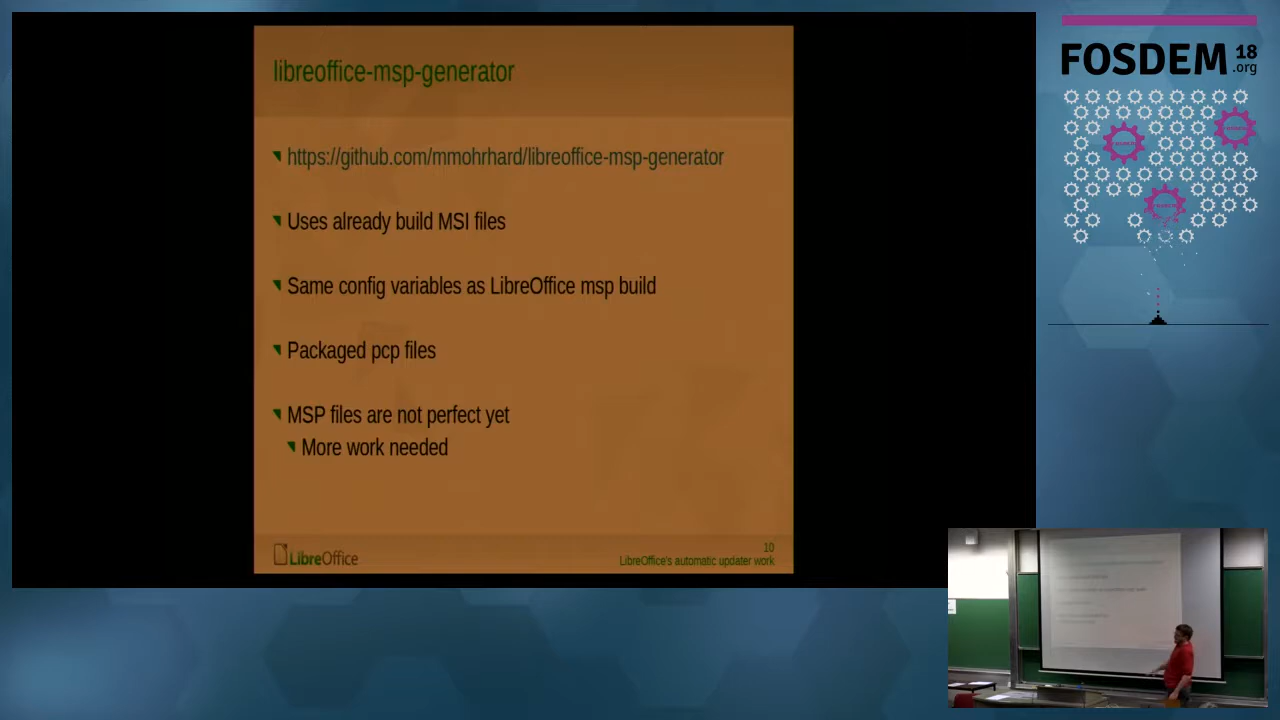 libreoffice-msp-generator
https://github.com/mmohrhard/libreoffice-msp-generator
Uses already build MSI files
Same config variables as LibreOffice msp build
Packaged pcp files
MSP files are not perfect yet
More work needed
LibreOffice
10
LibreOffice's automatic updater work
FOSDEM 18
.org